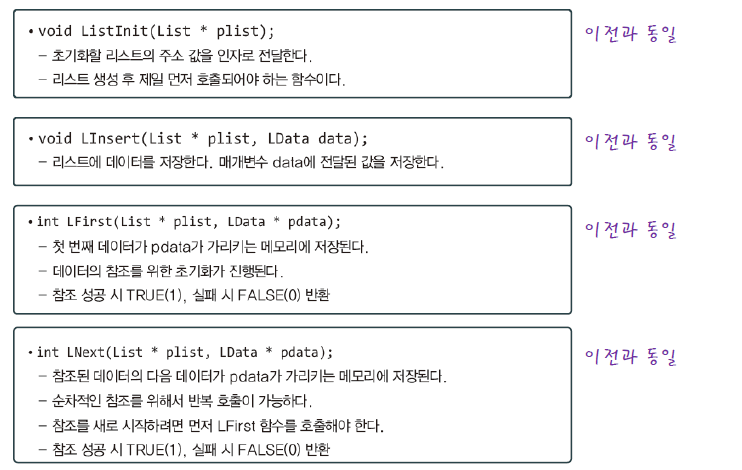 • void ListInit(List * plist);
이전과 동일
– 초기화할 리스트의 주소 값을 인자로 전달한다.
– 리스트 생성 후 제일 먼저 호출되어야 하는 함수이다.
• void LInsert(List * plist, LData data);
이전과 동일
– 리스트에 데이터를 저장한다. 매개변수 data에 전달된 값을 저장한다.
• int LFirst(List * plist, LData * pdata);
이전과 동일
– 첫 번째 데이터가 pdata가 가리키는 메모리에 저장된다.
– 데이터의 참조를 위한 초기화가 진행된다.
– 참조 성공 시 TRUE(1), 실패 시 FALSE(0) 반환
• int LNext(List * plist, LData * pdata);
이전과 동일
– 참조된 데이터의 다음 데이터가 pdata가 가리키는 메모리에 저장된다.
– 순차적인 참조를 위해서 반복 호출이 가능하다.
– 참조를 새로 시작하려면 먼저 LFirst 함수를 호출해야 한다.
– 참조 성공 시 TRUE(1), 실패 시 FALSE(0) 반환